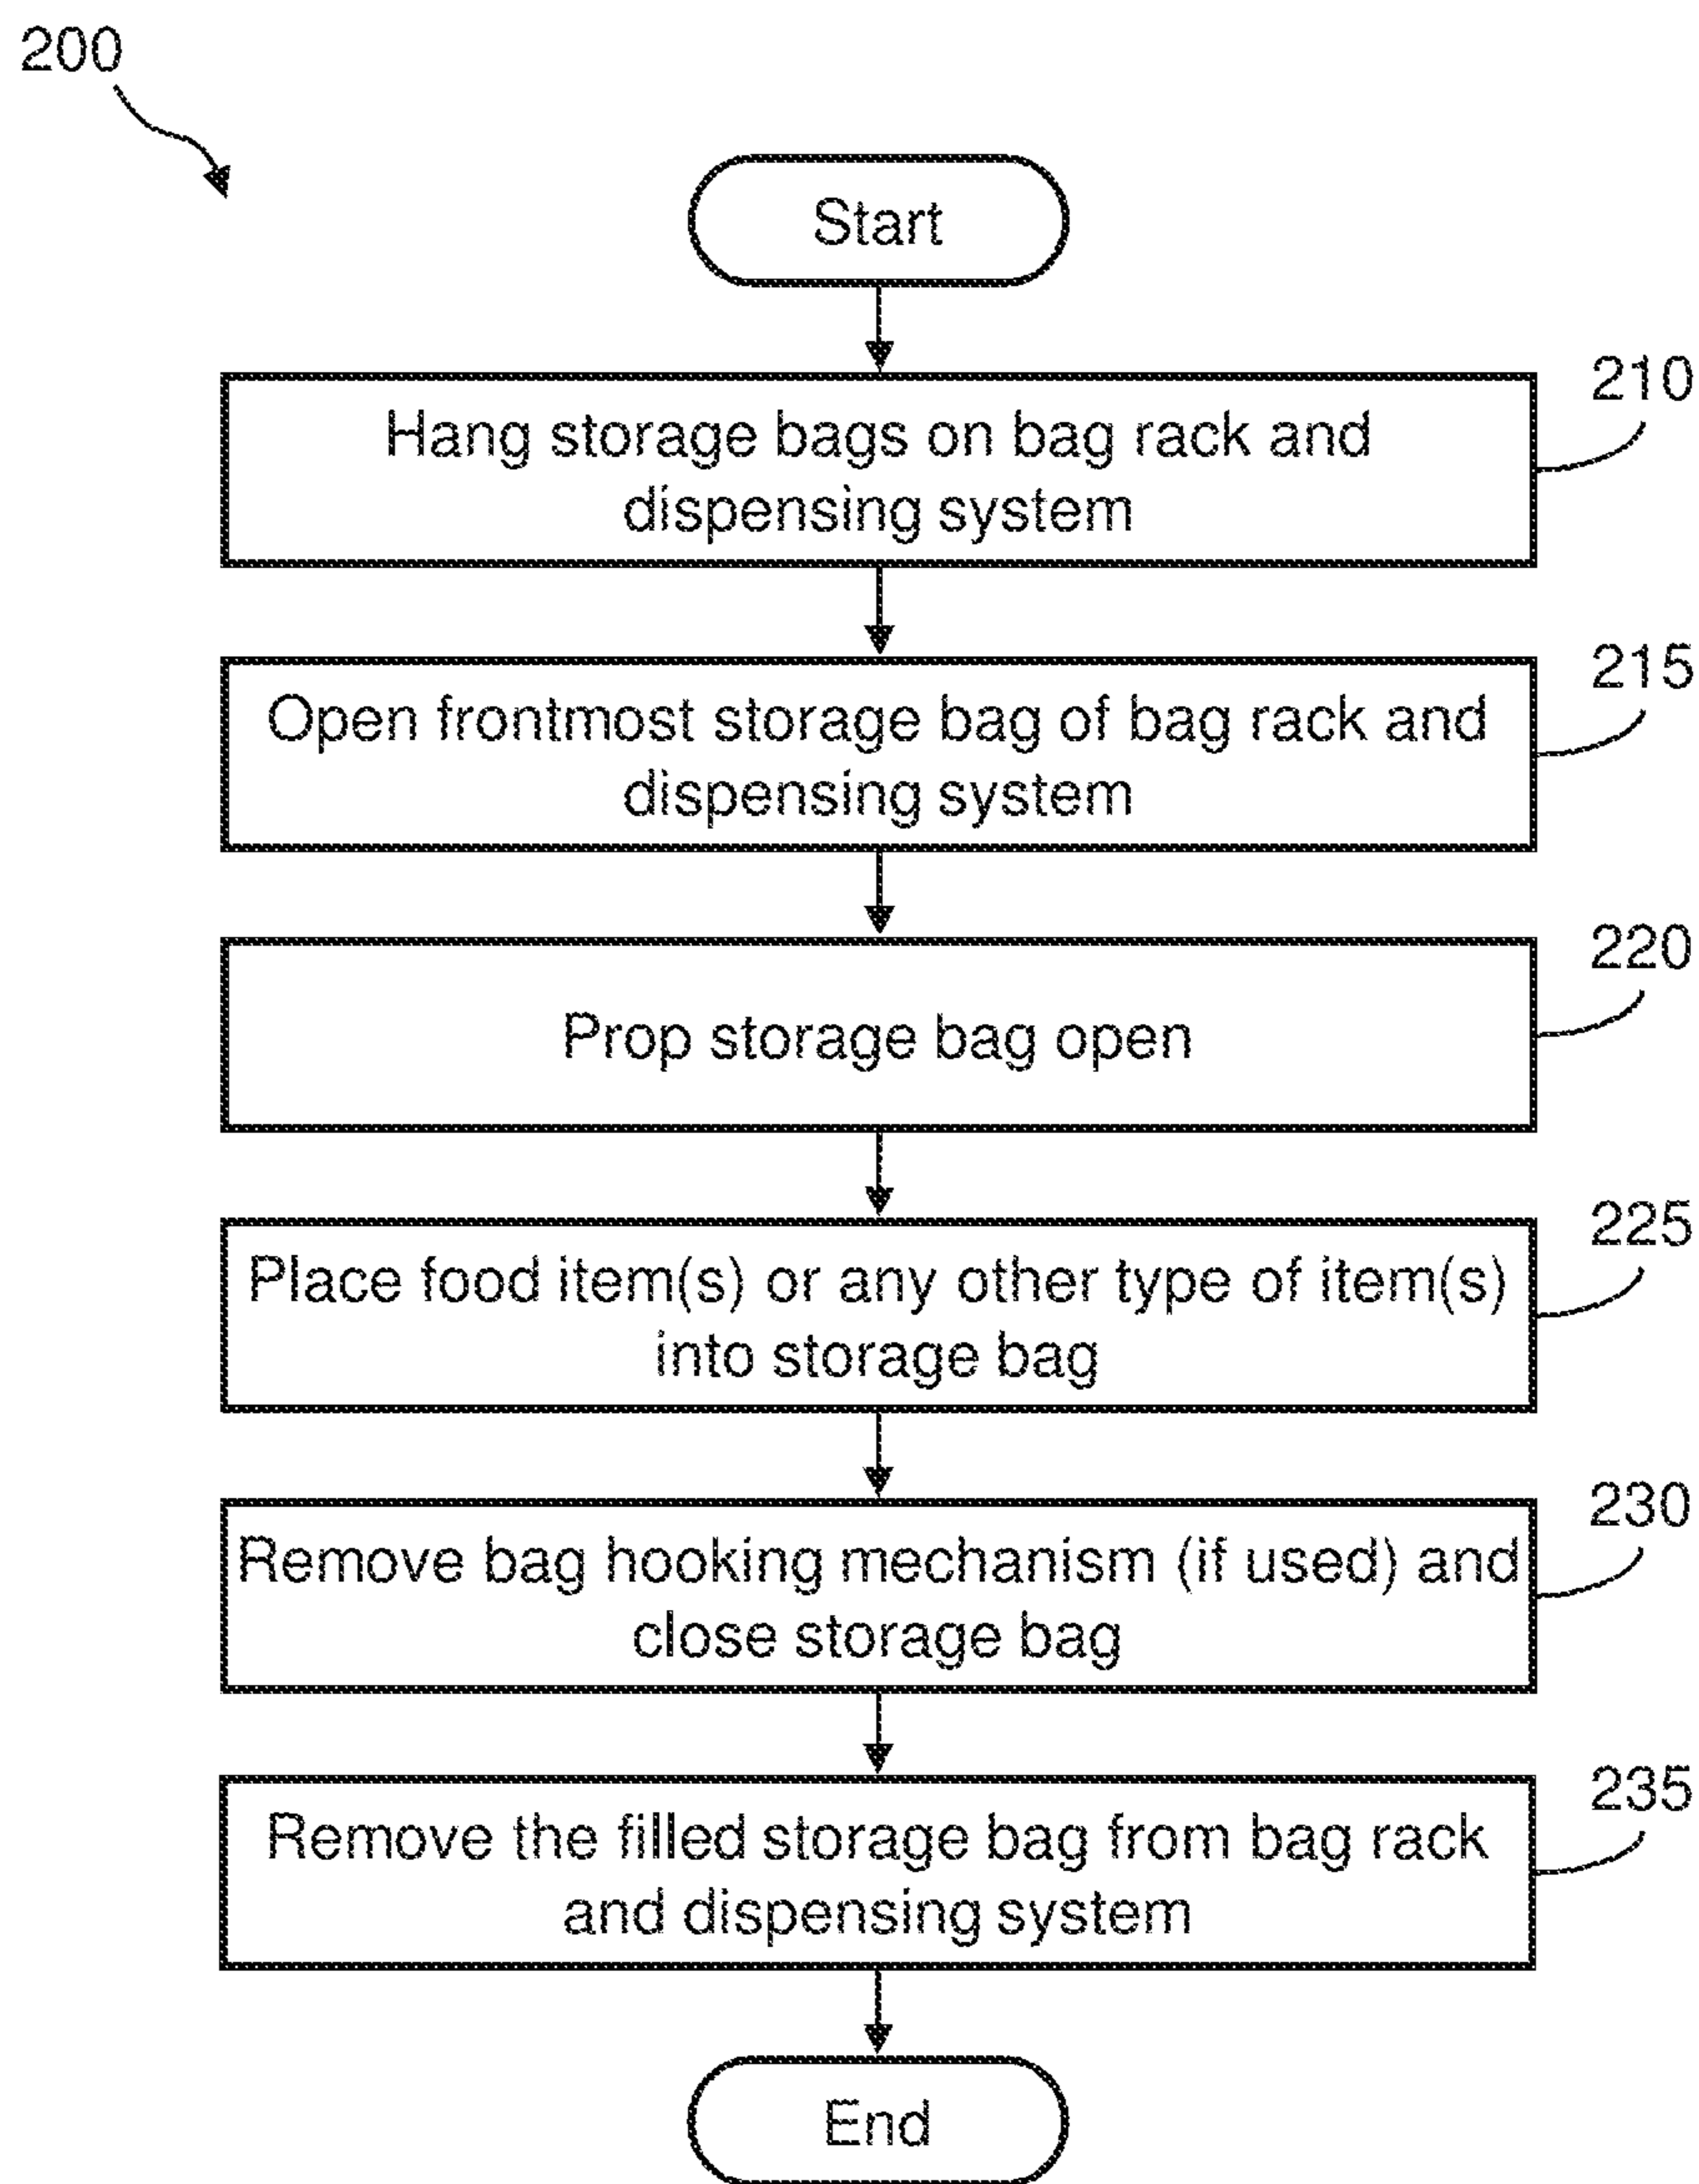 200
Start
210
Hang storage bags on bag rack and
dispensing system
215
Open frontmost storage bag of bag rack and
dispensing system
220
Prop storage bag open
225
Place food item(s) or any other type of item(s)
into storage bag
230
Remove bag hooking mechanism (if used) and
close storage bag
235
Remove the filled storage bag from bag rack
and dispensing system
End